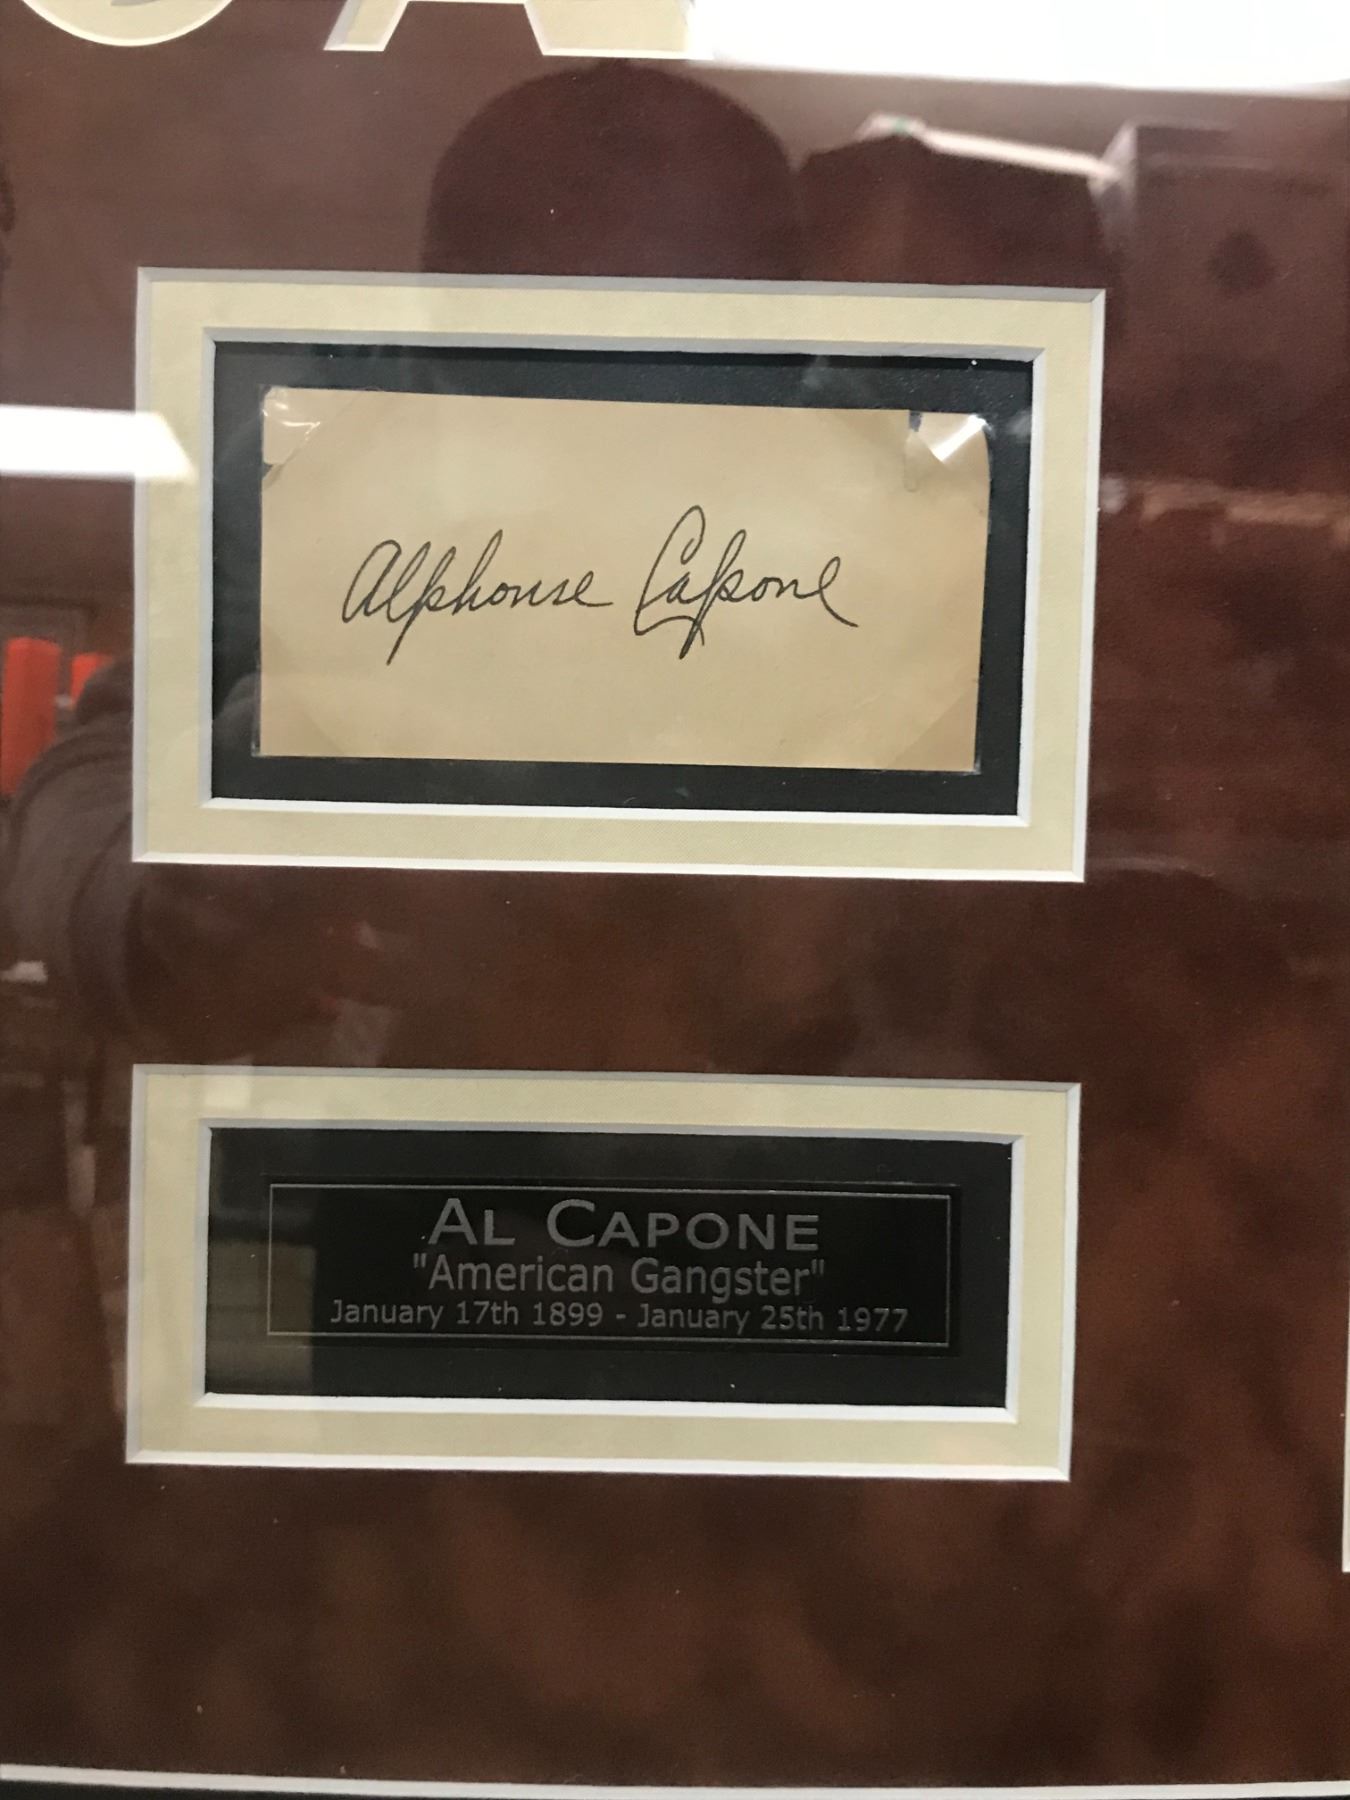 Alphonse Capone
AL CAPONE
"American Gangster"
January 17th 1899 - January 25th 1977